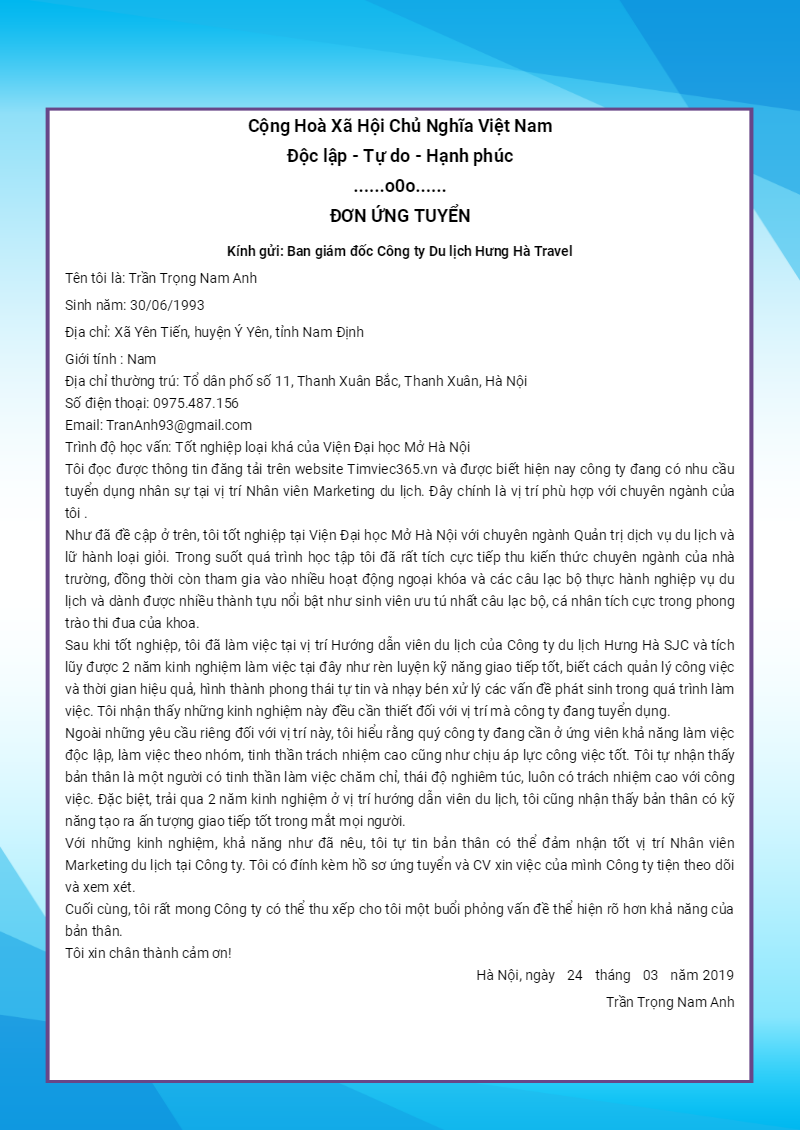 Cộng Hoà Xã Hội Chủ Nghĩa Việt Nam
Độc lập - Tự do - Hạnh phúc
......o0o......
ĐƠN ỨNG TUYỂN
Kính gửi: Ban giám đốc Công ty Du lịch Hưng Hà Travel
Tên tôi là: Trần Trọng Nam Anh
Sinh năm: 30/06/1993
Địa chỉ: Xã Yên Tiến, huyện Ý Yên, tỉnh Nam Định
Giới tính : Nam
Địa chỉ thường trú: Tổ dân phố số 11, Thanh Xuân Bắc, Thanh Xuân, Hà Nội
Số điện thoại: 0975.487.156
Email: TranAnh93@gmail.com
Trình độ học vấn: Tốt nghiệp loại khá của Viện Đại học Mở Hà Nội
Tôi đọc được thông tin đăng tải trên website Timviec365.vn và được biết hiện nay công ty đang có nhu cầu
tuyển dụng nhân sự tại vị trí Nhân viên Marketing du lịch. Đây chính là vị trí phù hợp với chuyên ngành của
tôi .
Như đã đề cập ở trên, tôi tốt nghiệp tại Viện Đại học Mở Hà Nội với chuyên ngành Quản trị dịch vụ du lịch và
lữ hành loại giỏi. Trong suốt quá trình học tập tôi đã rất tích cực tiếp thu kiến thức chuyên ngành của nhà
trường, đồng thời còn tham gia vào nhiều hoạt động ngoại khóa và các câu lạc bộ thực hành nghiệp vụ du
lịch và dành được nhiều thành tựu nổi bật như sinh viên ưu tú nhất câu lạc bộ, cá nhân tích cực trong phong
trào thi đua của khoa.
Sau khi tốt nghiệp, tôi đã làm việc tại vị trí Hướng dẫn viên du lịch của Công ty du lịch Hưng Hà SJC và tích
lũy được 2 năm kinh nghiệm làm việc tại đây như rèn luyện kỹ năng giao tiếp tốt, biết cách quản lý công việc
và thời gian hiệu quả, hình thành phong thái tự tin và nhạy bén xử lý các vấn đề phát sinh trong quá trình làm
việc. Tôi nhận thấy những kinh nghiệm này đều cần thiết đối với vị trí mà công ty đang tuyển dụng.
Ngoài những yêu cầu riêng đối với vị trí này, tôi hiểu rằng quý công ty đang cần ở ứng viên khả năng làm việc
độc lập, làm việc theo nhóm, tinh thần trách nhiệm cao cũng như chịu áp lực công việc tốt. Tôi tự nhận thấy
bản thân là một người có tinh thần làm việc chăm chỉ, thái độ nghiêm túc, luôn có trách nhiệm cao với công
việc. Đặc biệt, trải qua 2 năm kinh nghiệm ở vị trí hướng dẫn viên du lịch, tôi cũng nhận thấy bản thân có kỹ
năng tạo ra ấn tượng giao tiếp tốt trong mắt mọi người.
Với những kinh nghiệm, khả năng như đã nêu, tôi tự tin bản thân có thể đảm nhận tốt vị trí Nhân viên
Marketing du lịch tại Công ty. Tôi có đính kèm hồ sơ ứng tuyển và CV xin việc của mình Công ty tiện theo dõi
và xem xét.
Cuối cùng, tôi rất mong Công ty có thể thu xếp cho tôi một buổi phỏng vấn đề thể hiện rõ hơn khả năng của
bản thân.
Tôi xin chân thành cảm ơn!
Hà Nội, ngày 24 tháng 03 năm 2019
Trần Trọng Nam Anh